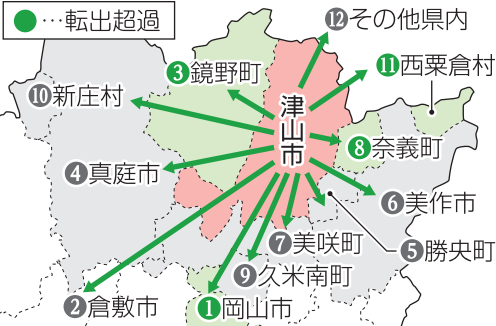 ●…転出超過
⑫その他県内
⑪西粟倉村
③鏡野町
⑩新庄村
津山市
⑧奈義町
④真庭市
⑥美作市
⑦美咲町
⑤勝央町
⑨久米南町
②倉敷市
①岡山市